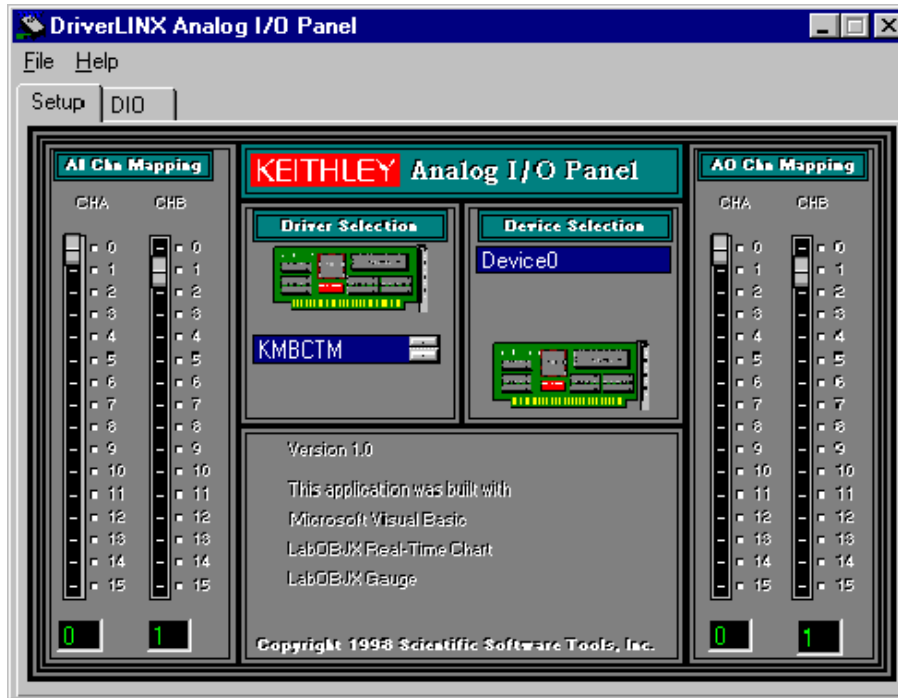 DriverLINX Analog I/O Panel
File Help
Setup DIO
AI Chn Mapping
CHA CHB
0 0
1 1
2 2
3 3
4 4
5 5
6 6
7 7
8 8
9 9
10 10
11 11
12 12
13 13
14 14
15 15
0 1
KEITHLEY Analog I/O Panel
Driver Selection
KMBCTM
Device Selection
Device0
Version 1.0
This application was built with
Microsoft Visual Basic
LabOBJX Real-Time Chart
LabOBJX Gauge
Copyright 1998 Scientific Software Tools, Inc.
AO Chn Mapping
CHA CHB
0 0
1 1
2 2
3 3
4 4
5 5
6 6
7 7
8 8
9 9
10 10
11 11
12 12
13 13
14 14
15 15
0 1